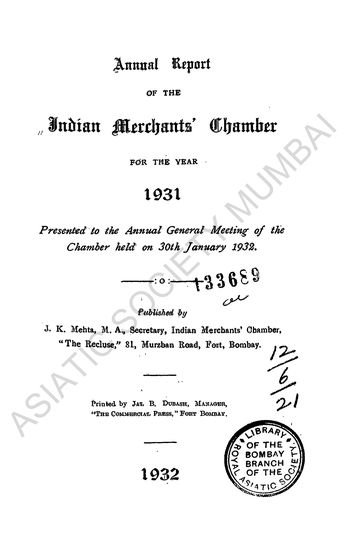 Annual Report
OF THE
Indian Merchants' Chamber
FOR THE YEAR
1931
Presented to the Annual General Meeting of the
Chamber held on 30th January 1932.
—:o:—
133689
Published by
J. K. Mehta, M. A., Secretary, Indian Merchants' Chamber,
"The Recluse," 31, Murzban Road, Fort, Bombay.
12
6
21
Printed by Jal B. Dubash, Manager,
"The Commercial Press," Fort Bombay.
LIBRARY
OF THE
BOMBAY
BRANCH
OF THE
ROYAL ASIATIC SOCIETY
1932
ASIATIC SOCIETY MUMBAI